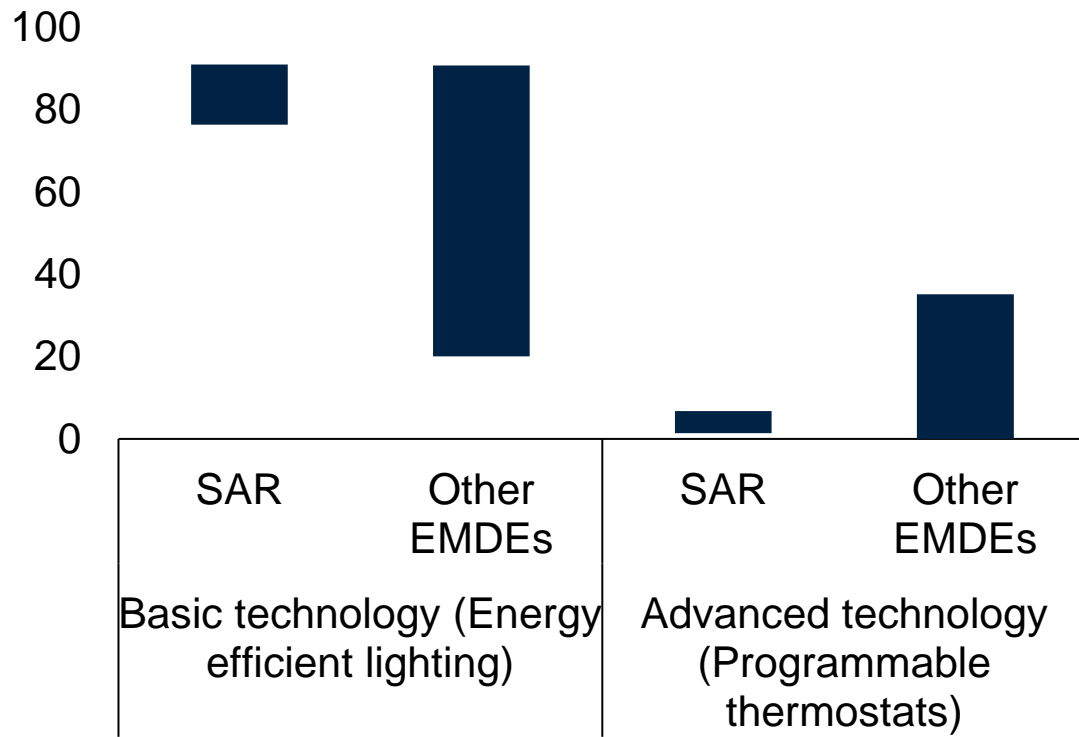 100
80
60
40
20
0
SAR
Other
EMDEs
SAR
Other
EMDEs
Basic technology (Energy
efficient lighting)
Advanced technology
(Programmable
thermostats)